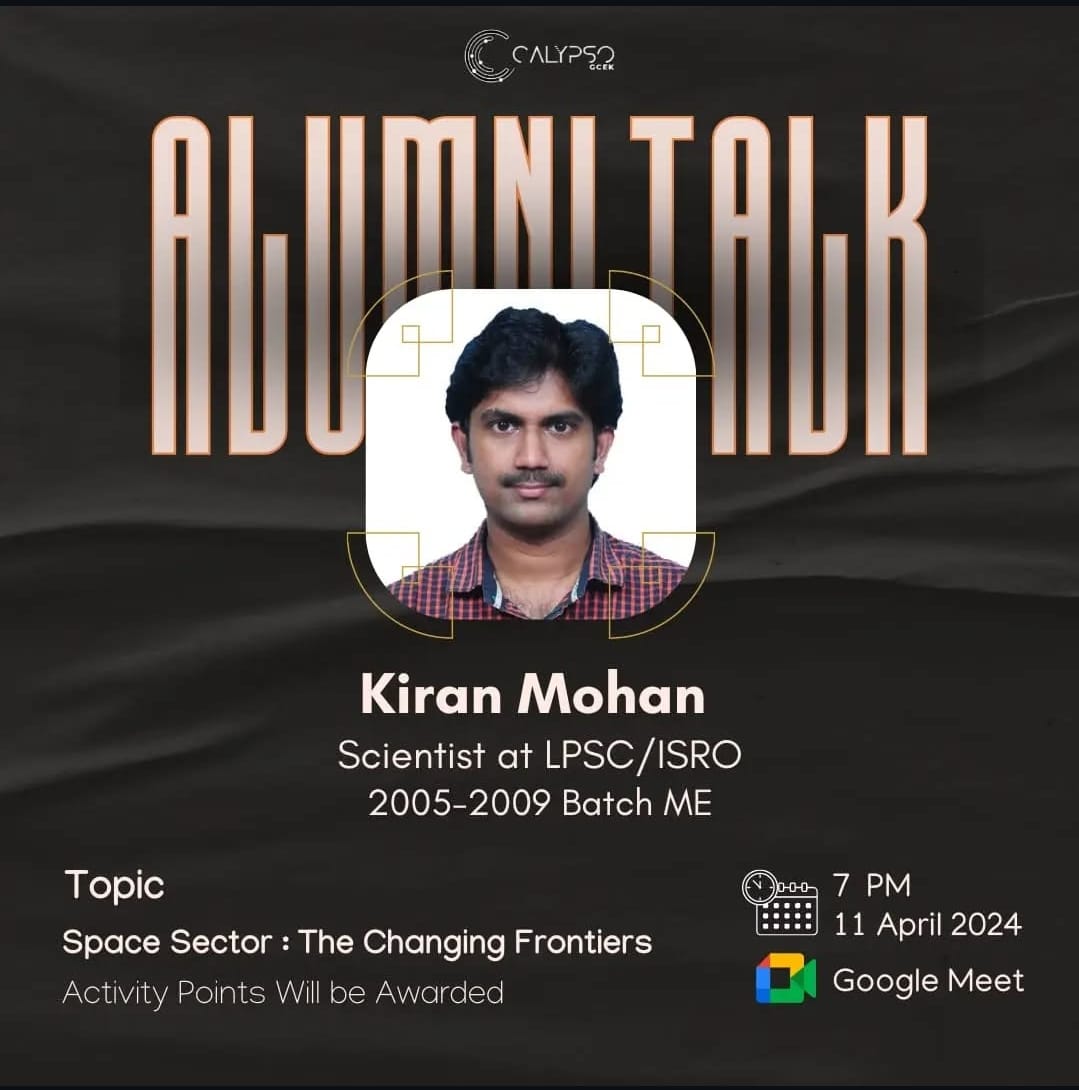 CALYPSO
GCEK
ALUMNI TALK
Kiran Mohan
Scientist at LPSC/ISRO
2005-2009 Batch ME
Topic
Space Sector : The Changing Frontiers
Activity Points Will be Awarded
7 PM
11 April 2024
Google Meet